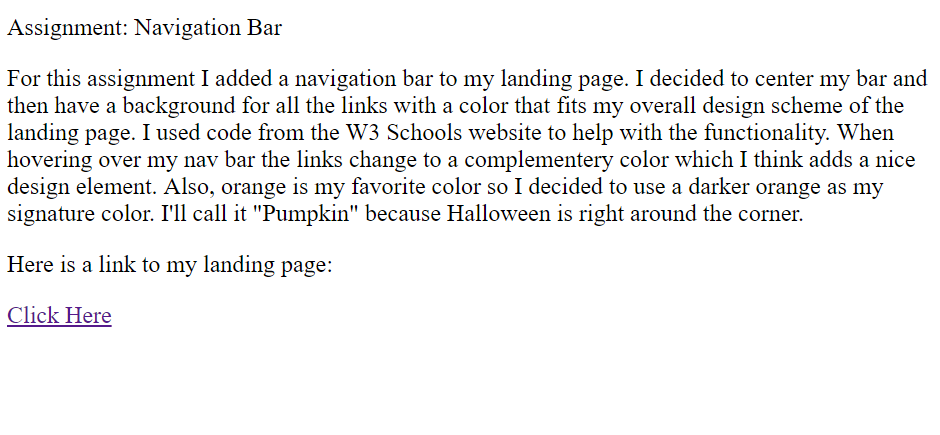 Assignment: Navigation Bar
For this assignment I added a navigation bar to my landing page. I decided to center my bar and
then have a background for all the links with a color that fits my overall design scheme of the
landing page. I used code from the W3 Schools website to help with the functionality. When
hovering over my nav bar the links change to a complementery color which I think adds a nice
design element. Also, orange is my favorite color so I decided to use a darker orange as my
signature color. I'll call it "Pumpkin" because Halloween is right around the corner.
Here is a link to my landing page:
Click Here